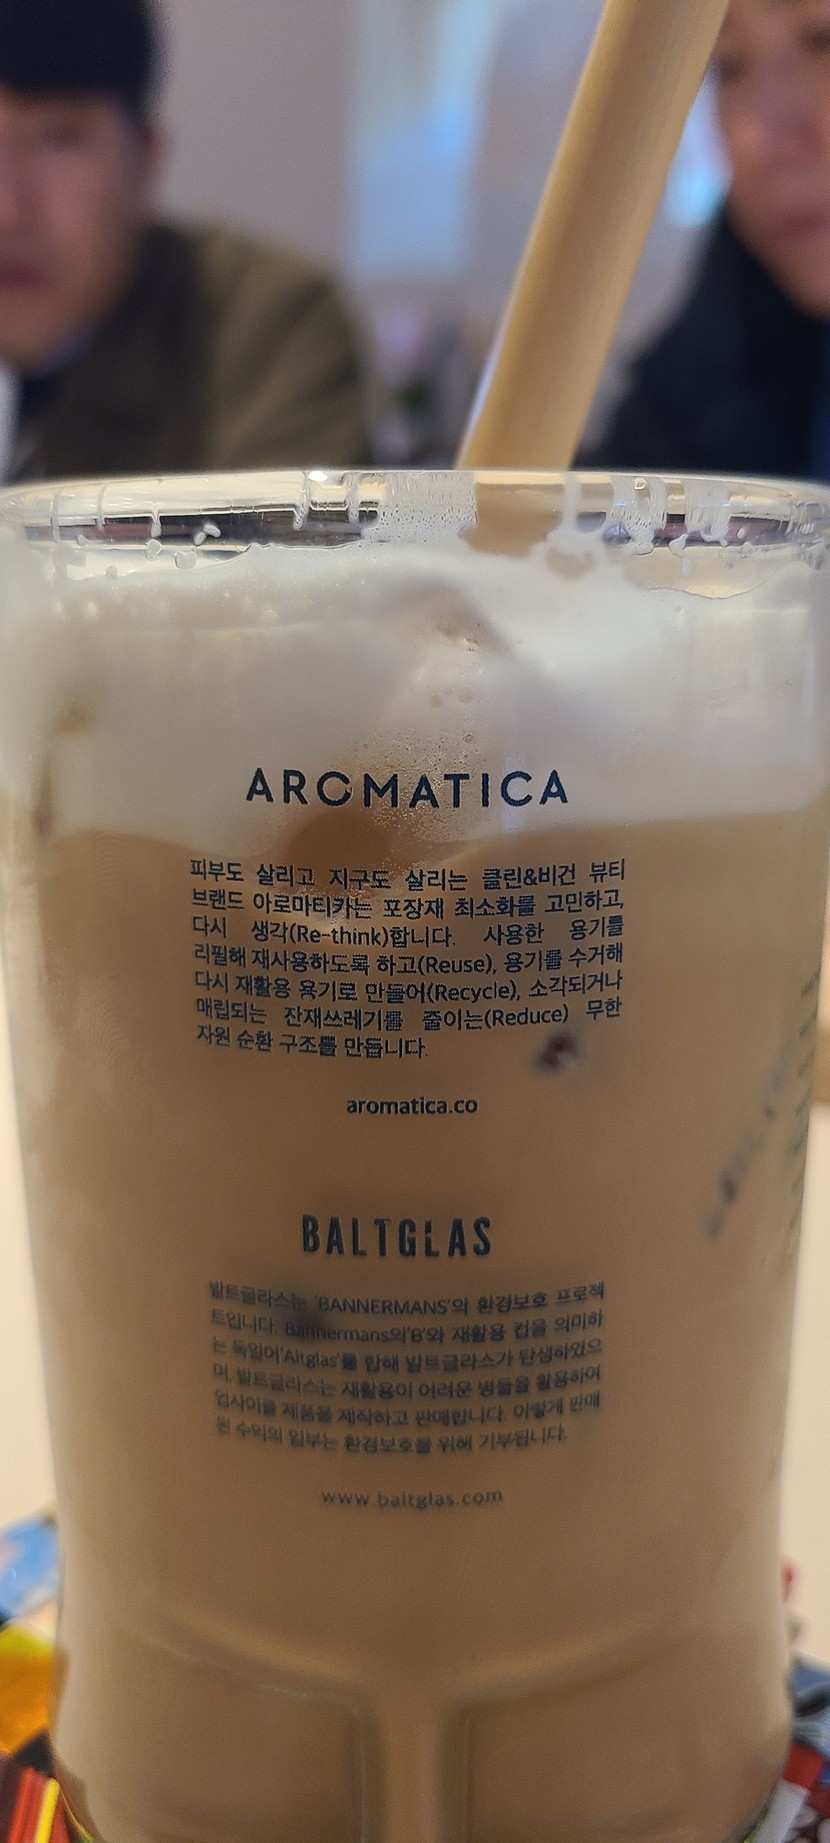 AROMATICA
피부도 살리고 지구도 살리는 클린&비건 뷰티
브랜드 아로마티카는 포장재 최소화를 고민하고,
다시 생각(Re-think)합니다. 사용한 용기를
리필해 재사용하도록 하고(Reuse), 용기를 수거해
다시 재활용 용기로 만들어(Recycle), 소각되거나
매립되는 잔재쓰레기를 줄이는(Reduce) 무한
자원 순환 구조를 만듭니다.
aromatica.co
BALTGLAS
발트글라스는 'BANNERMANS'의 환경보호 프로젝
트입니다. Bannermans의'B'와 재활용 컵을 의미하
는 독일어'Altglas'를 합해 발트글라스가 탄생하였으
며, 발트글라스는 재활용이 어려운 병들을 활용하여
업사이클 제품을 제작하고 판매합니다. 이렇게 판매
된 수익의 일부는 환경보호를 위해 기부됩니다.
www.baltglas.com